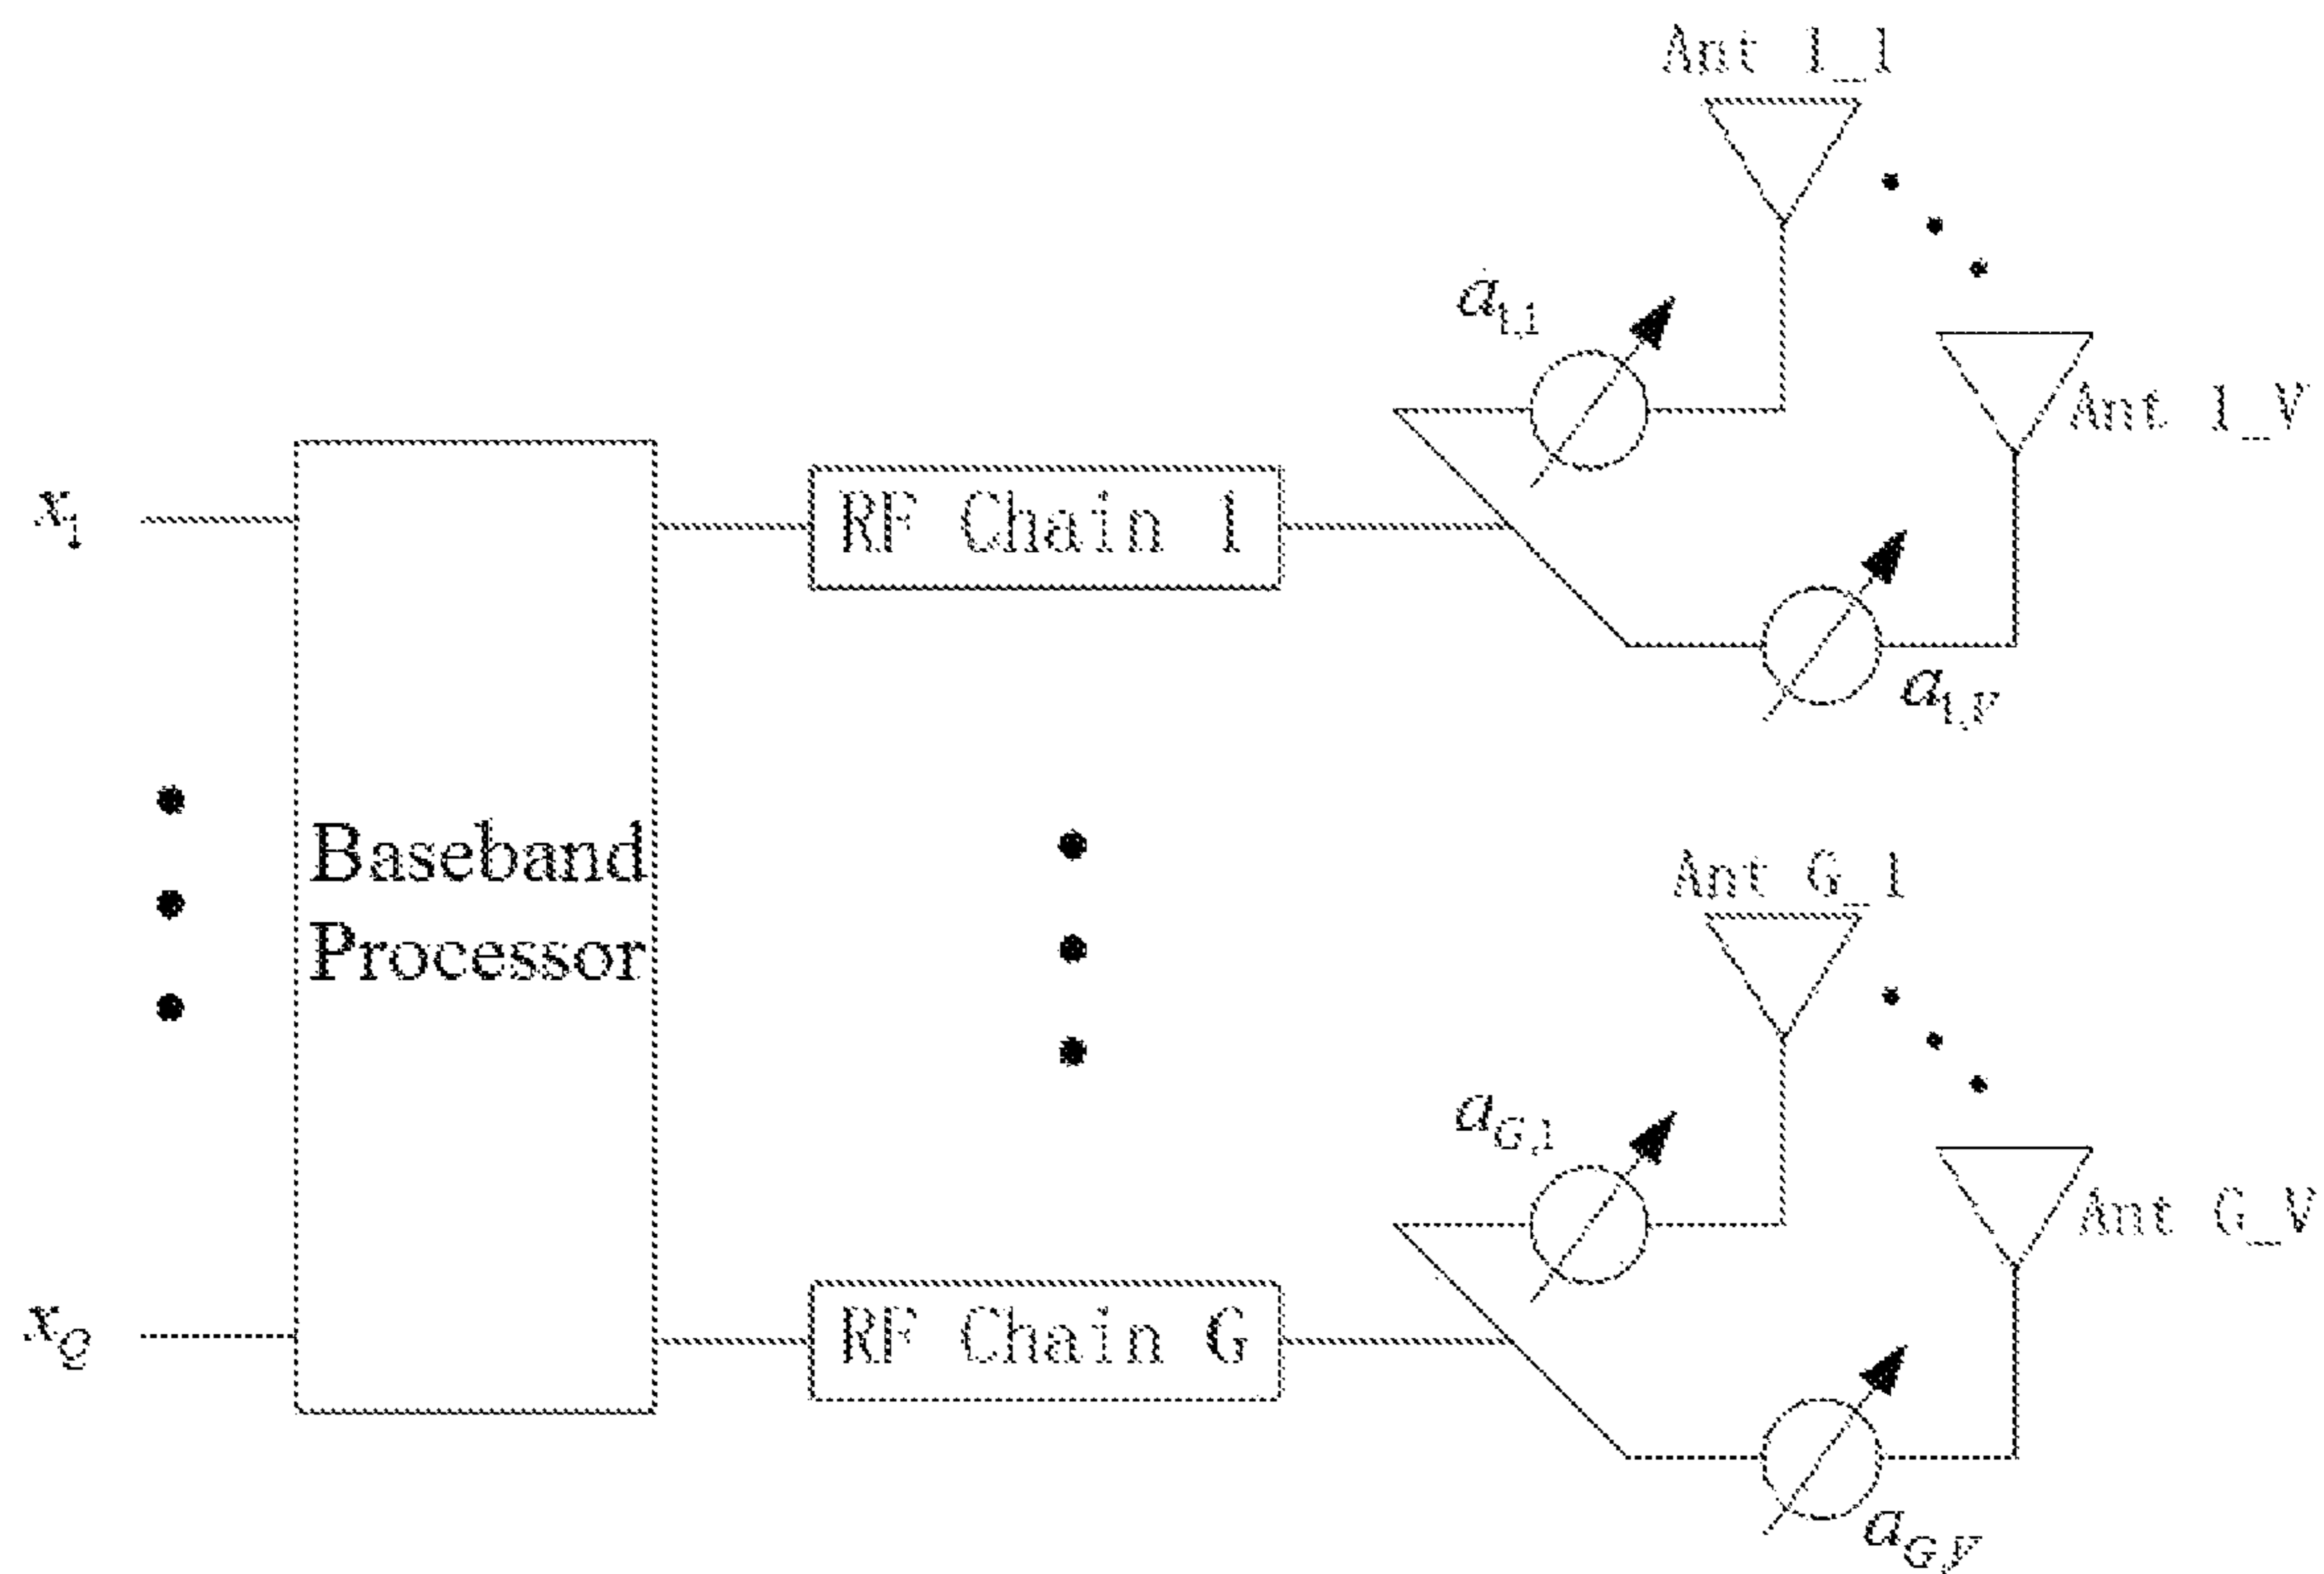 Ant 1_1
a1,1
Ant 1_V
x1
RF Chain 1
a1,V
Baseband
Processor
Ant G_1
aG,1
Ant G_V
xQ
RF Chain G
aG,V